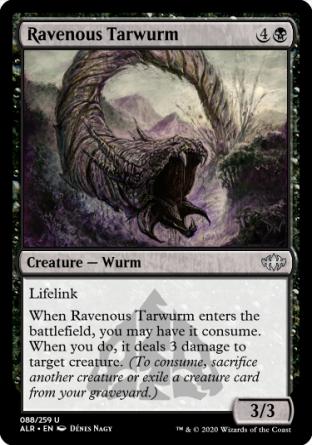 Ravenous Tarwurm 4
Creature — Wurm
Lifelink
When Ravenous Tarwurm enters the
battlefield, you may have it consume.
When you do, it deals 3 damage to
target creature. (To consume, sacrifice
another creature or exile a creature card
from your graveyard.)
3/3
088/259 U
ALR • EN Dénis Nagy
™ & © 2020 Wizards of the Coast